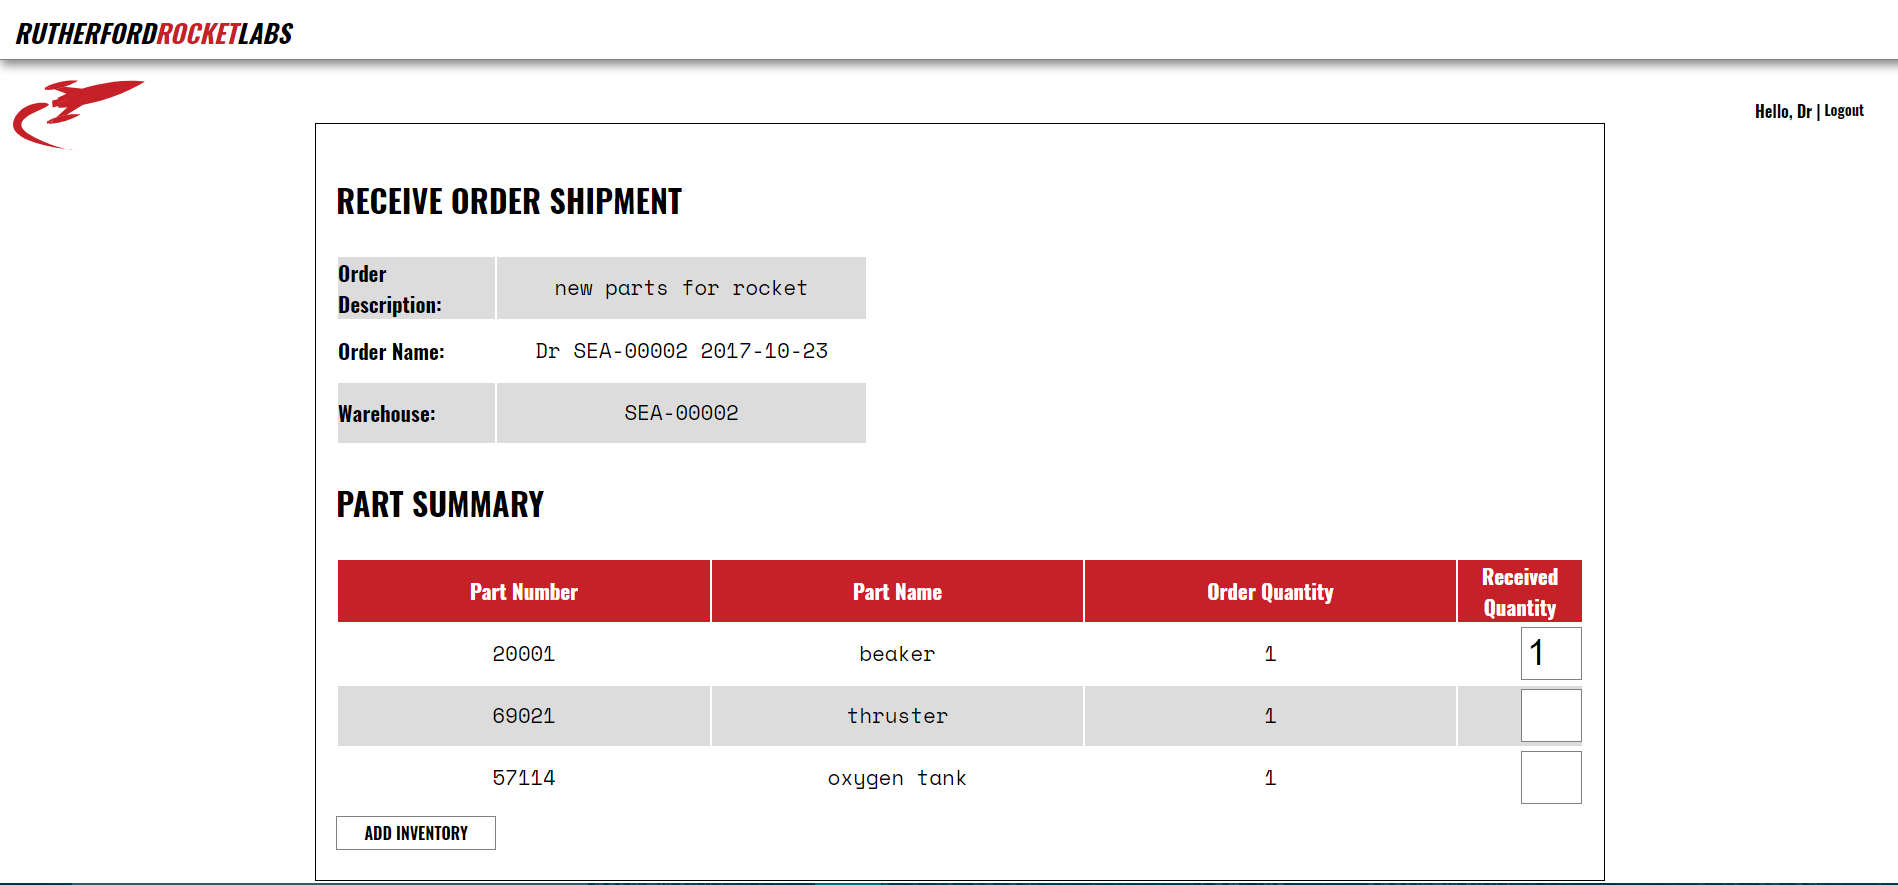 RUTHERFORDROCKETLABS
Hello, Dr | Logout
RECEIVE ORDER SHIPMENT
Order
Description:
new parts for rocket
Order Name: Dr SEA-00002 2017-10-23
Warehouse: SEA-00002
PART SUMMARY
Part Number Part Name Order Quantity Received
Quantity
20001 beaker 1 1
69021 thruster 1
57114 oxygen tank 1
ADD INVENTORY